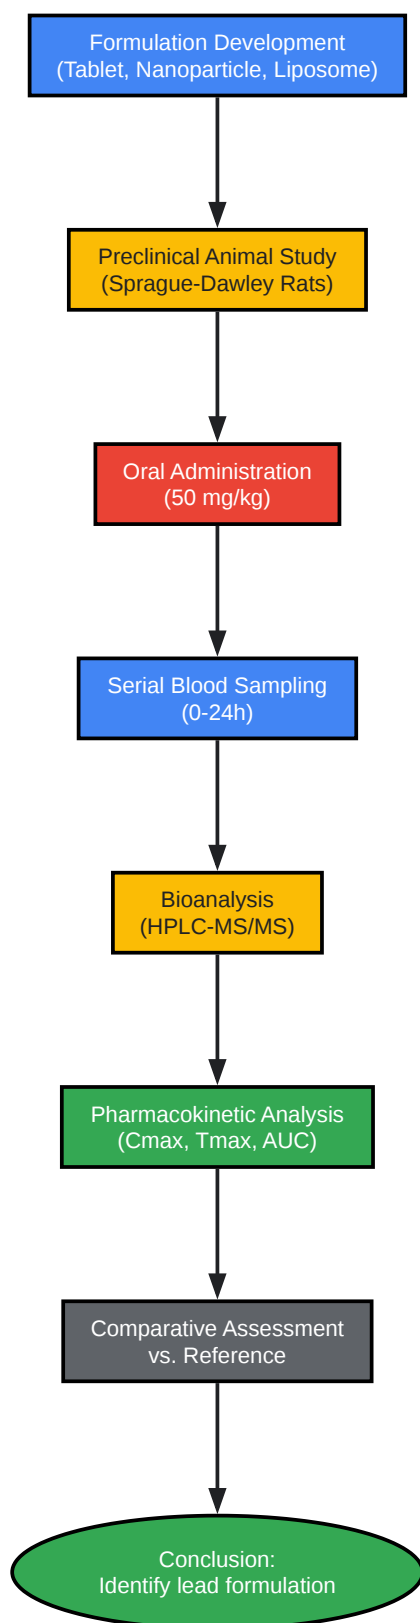 Formulation Development
(Tablet, Nanoparticle, Liposome)
Preclinical Animal Study
(Sprague-Dawley Rats)
Oral Administration
(50 mg/kg)
Serial Blood Sampling
(0-24h)
Bioanalysis
(HPLC-MS/MS)
Pharmacokinetic Analysis
(Cmax, Tmax, AUC)
Comparative Assessment
vs. Reference
Conclusion:
Identify lead formulation